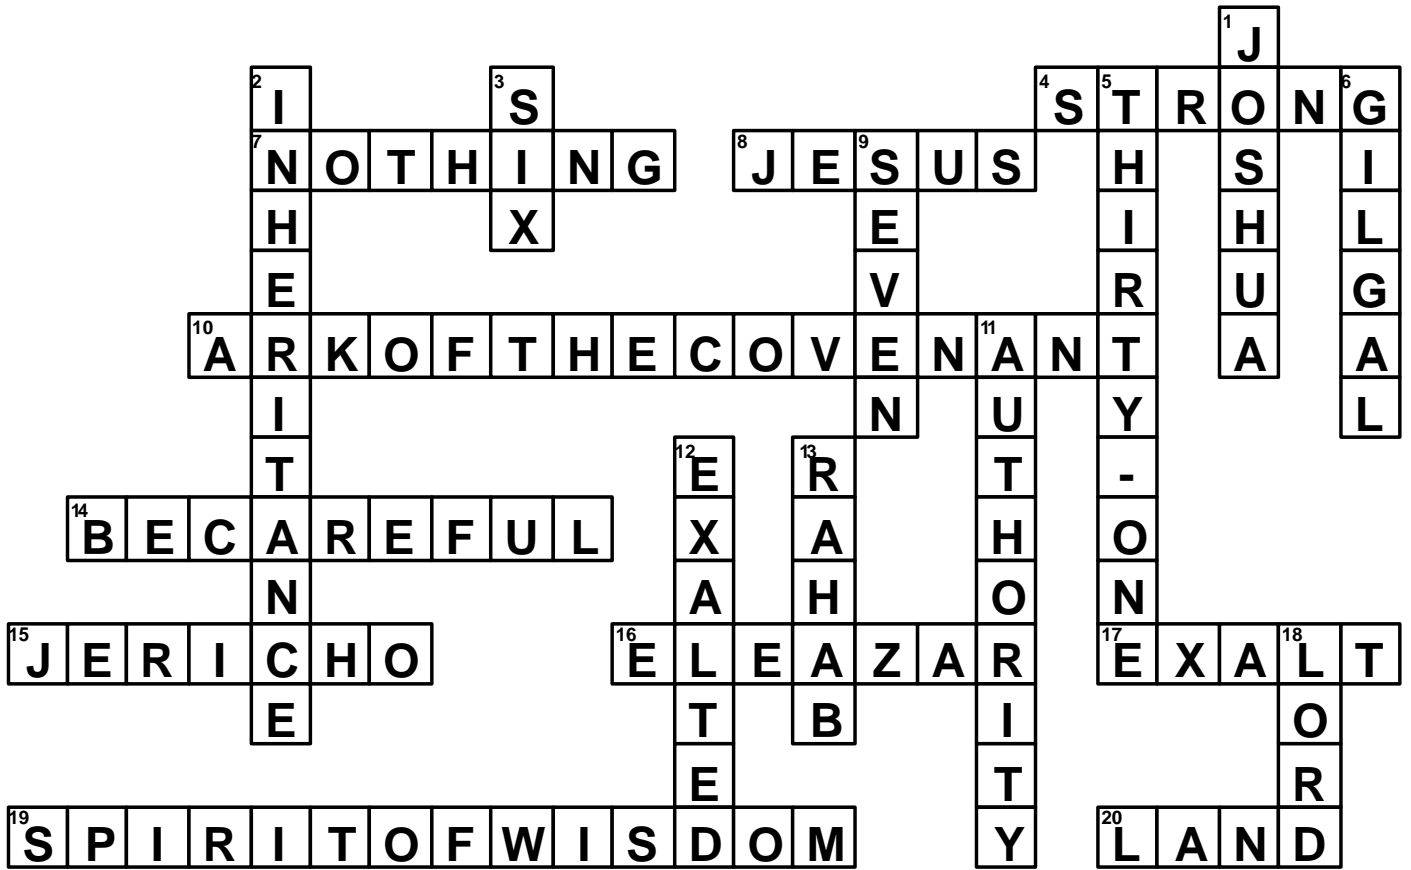 1 J
2 I 3 S 4 S 5 T R O N 6 G
7 N O T H I N G 8 J E 9 S U S H S I
H X E I H L
E V R U G
10 A R K O F T H E C O V E N 11 A N T A A
I N U Y L
T 12 E 13 R T -
14 B E C A R E F U L X A H O
N A H O N
15 J E R I C H O 16 E L E A Z A R 17 E X A 18 L T
E T B I O
E T R
19 S P I R I T O F W I S D O M Y 20 L A N D